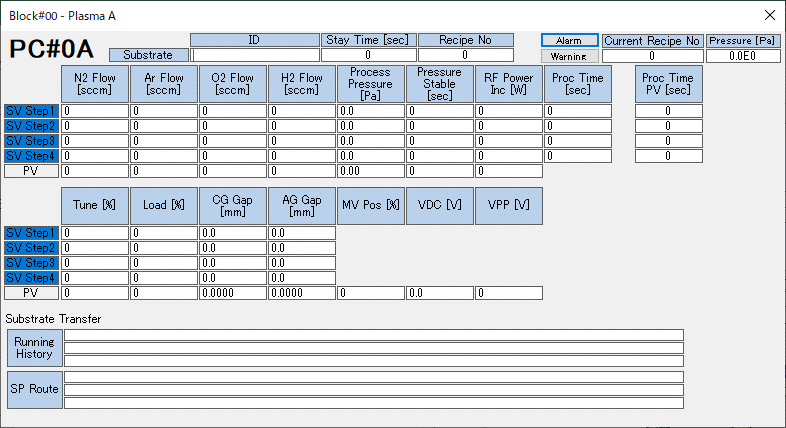 Block#00 - Plasma A
PC#0A
ID Stay Time [sec] Recipe No Alarm Current Recipe No Pressure [Pa]
Substrate 0 0 Warning 0 0.0E0
N2 Flow [sccm] Ar Flow [sccm] O2 Flow [sccm] H2 Flow [sccm] Process Pressure [Pa] Pressure Stable [sec] RF Power Inc [W] Proc Time [sec] Proc Time PV [sec]
SV Step1 0 0 0 0 0.0 0 0 0 0
SV Step2 0 0 0 0 0.0 0 0 0 0
SV Step3 0 0 0 0 0.0 0 0 0 0
SV Step4 0 0 0 0 0.0 0 0 0 0
PV 0 0 0 0 0.00 0 0
Tune [%] Load [%] CG Gap [mm] AG Gap [mm] MV Pos [%] VDC [V] VPP [V]
SV Step1 0 0 0.0 0.0
SV Step2 0 0 0.0 0.0
SV Step3 0 0 0.0 0.0
SV Step4 0 0 0.0 0.0
PV 0 0 0.0000 0.0000 0 0.0 0
Substrate Transfer
Running
History
SP Route